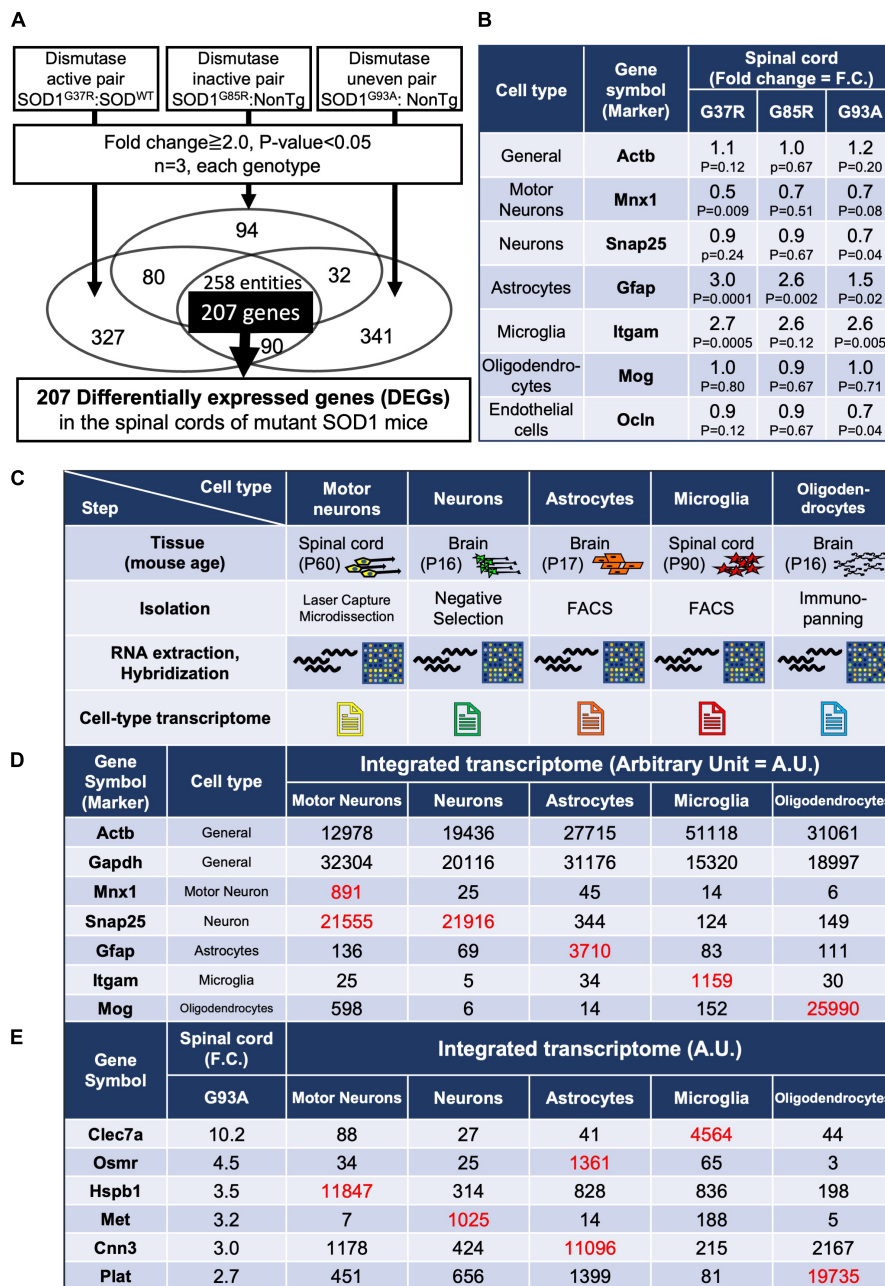 A
Dismutase active pair SOD1G37R:SODWT
Dismutase inactive pair SOD1G85R:NonTg
Dismutase uneven pair SOD1G93A: NonTg
Fold change≧2.0, P-value<0.05
n=3, each genotype
94
80
258 entities
32
207 genes
327
90
341
207 Differentially expressed genes (DEGs)
in the spinal cords of mutant SOD1 mice
B
Cell type Gene symbol (Marker) Spinal cord (Fold change = F.C.)
G37R G85R G93A
General Actb 1.1 P=0.12 1.0 p=0.67 1.2 P=0.20
Motor Neurons Mnx1 0.5 P=0.009 0.7 P=0.51 0.7 P=0.08
Neurons Snap25 0.9 p=0.24 0.9 P=0.67 0.7 P=0.04
Astrocytes Gfap 3.0 P=0.0001 2.6 P=0.002 1.5 P=0.02
Microglia Itgam 2.7 P=0.0005 2.6 P=0.12 2.6 P=0.005
Oligodendro-cytes Mog 1.0 P=0.80 0.9 P=0.67 1.0 P=0.71
Endothelial cells Ocln 0.9 P=0.12 0.9 P=0.67 0.7 P=0.04
C
Cell type
Step
Motor neurons Neurons Astrocytes Microglia Oligoden-drocytes
Tissue (mouse age) Spinal cord (P60) Brain (P16) Brain (P17) Spinal cord (P90) Brain (P16)
Isolation Laser Capture Microdissection Negative Selection FACS FACS Immuno-panning
RNA extraction, Hybridization
Cell-type transcriptome
D
Gene Symbol (Marker) Cell type Integrated transcriptome (Arbitrary Unit = A.U.)
Motor Neurons Neurons Astrocytes Microglia Oligodendrocytes
Actb General 12978 19436 27715 51118 31061
Gapdh General 32304 20116 31176 15320 18997
Mnx1 Motor Neuron 891 25 45 14 6
Snap25 Neuron 21555 21916 344 124 149
Gfap Astrocytes 136 69 3710 83 111
Itgam Microglia 25 5 34 1159 30
Mog Oligodendrocytes 598 6 14 152 25990
E
Gene Symbol Spinal cord (F.C.) Integrated transcriptome (A.U.)
G93A Motor Neurons Neurons Astrocytes Microglia Oligodendrocytes
Clec7a 10.2 88 27 41 4564 44
Osmr 4.5 34 25 1361 65 3
Hspb1 3.5 11847 314 828 836 198
Met 3.2 7 1025 14 188 5
Cnn3 3.0 1178 424 11096 215 2167
Plat 2.7 451 656 1399 81 19735